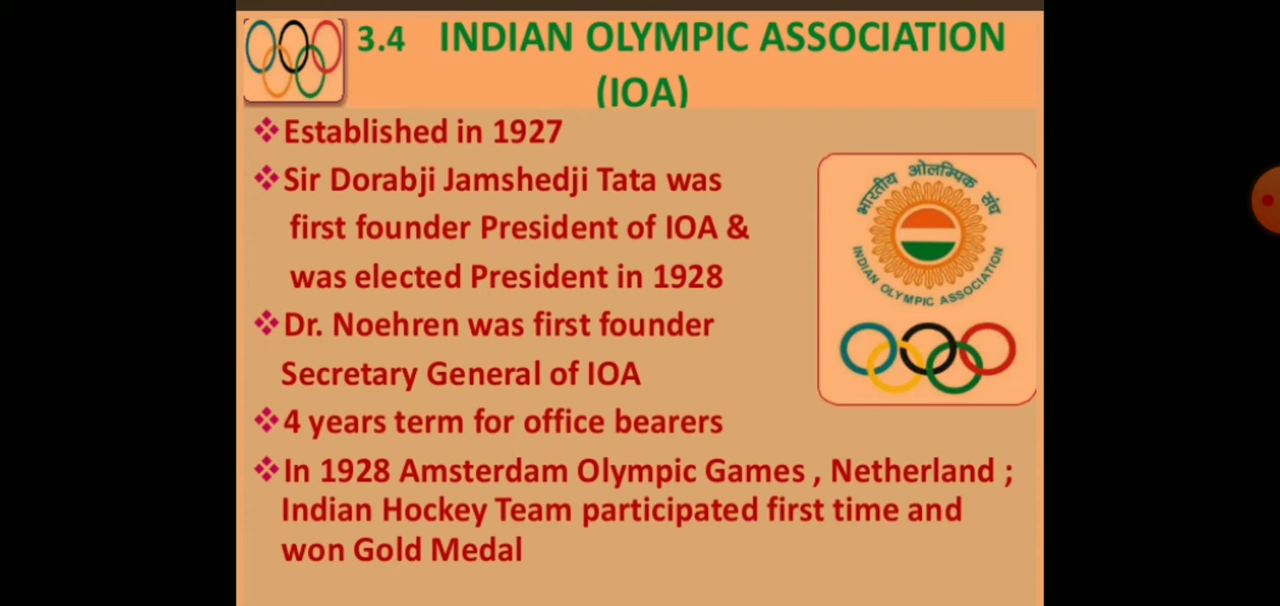 3.4 INDIAN OLYMPIC ASSOCIATION
(IOA)
❖Established in 1927
❖Sir Dorabji Jamshedji Tata was
first founder President of IOA &
was elected President in 1928
❖Dr. Noehren was first founder
Secretary General of IOA
❖4 years term for office bearers
❖In 1928 Amsterdam Olympic Games , Netherland ;
Indian Hockey Team participated first time and
won Gold Medal
भारतीय ओलम्पिक संघ
INDIAN OLYMPIC ASSOCIATION